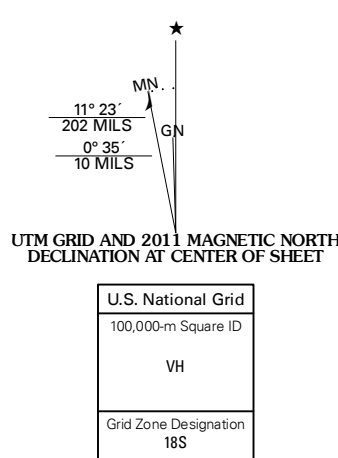 ★
MN
11° 23´
202 MILS
GN
0° 35´
10 MILS
UTM GRID AND 2011 MAGNETIC NORTH
DECLINATION AT CENTER OF SHEET
U.S. National Grid
100,000-m Square ID
VH
Grid Zone Designation
18S